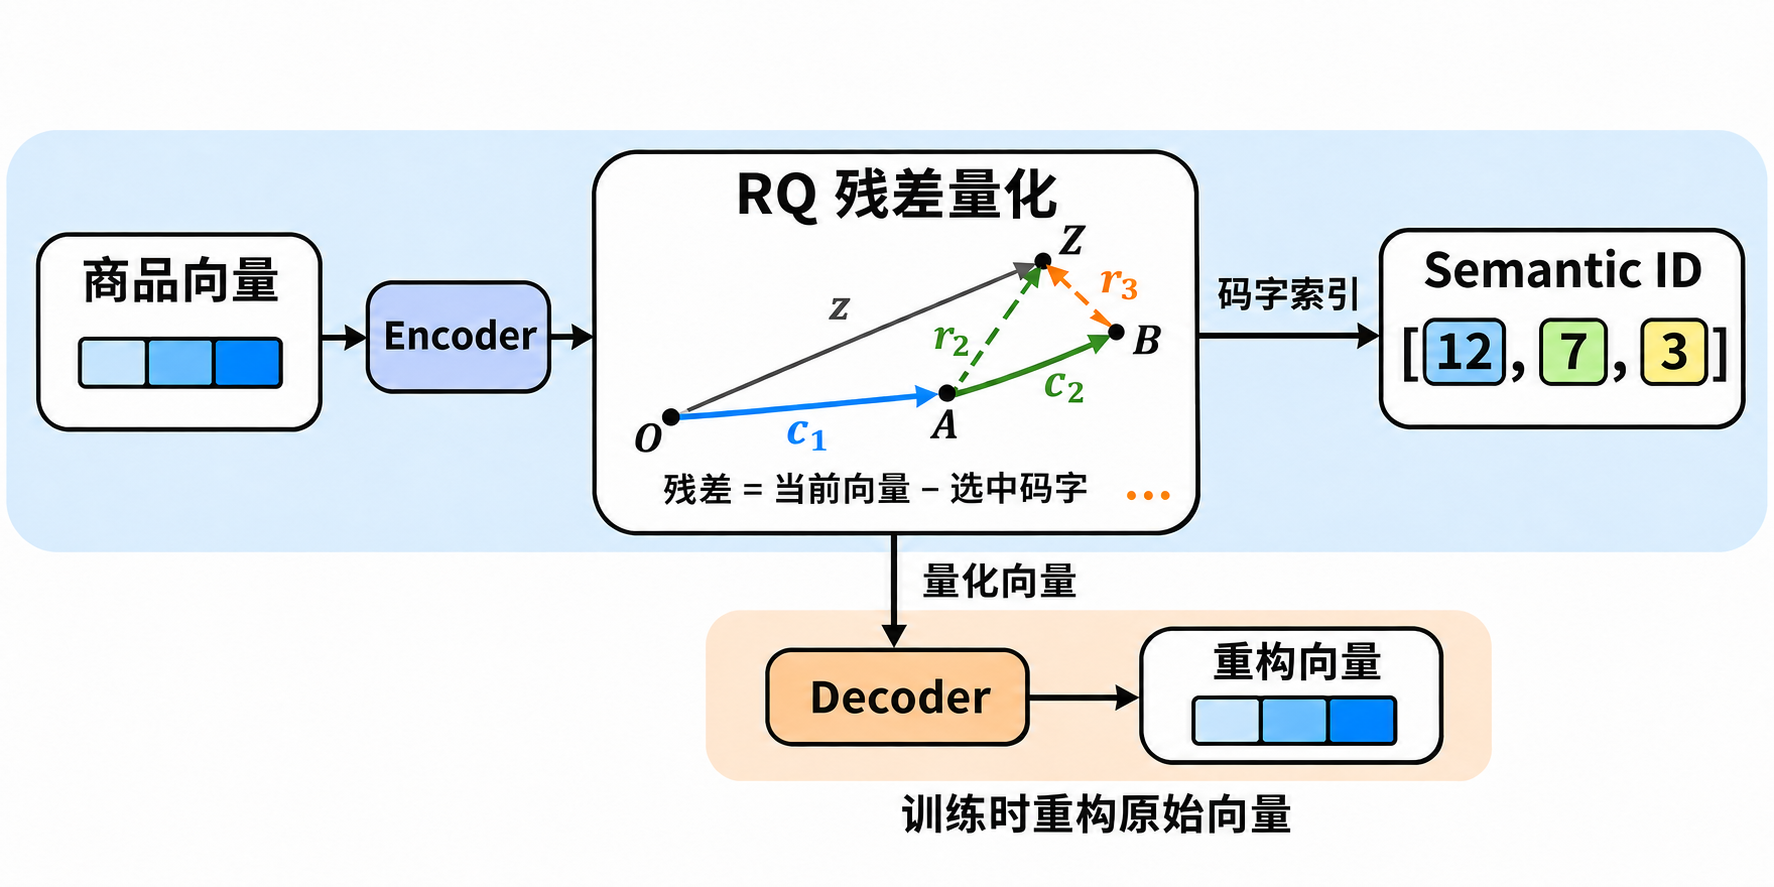 RQ 残差量化
商品向量
Encoder
z
Z
r3
r2
B
c2
A
O
c1
残差 = 当前向量 – 选中码字 ...
码字索引
Semantic ID
[12, 7, 3]
量化向量
Decoder
重构向量
训练时重构原始向量